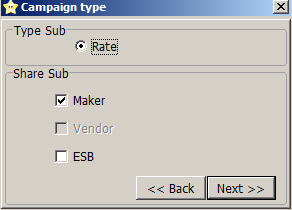 Campaign type
Type Sub
Rate
Share Sub
Maker
Vendor
ESB
<< Back Next >>